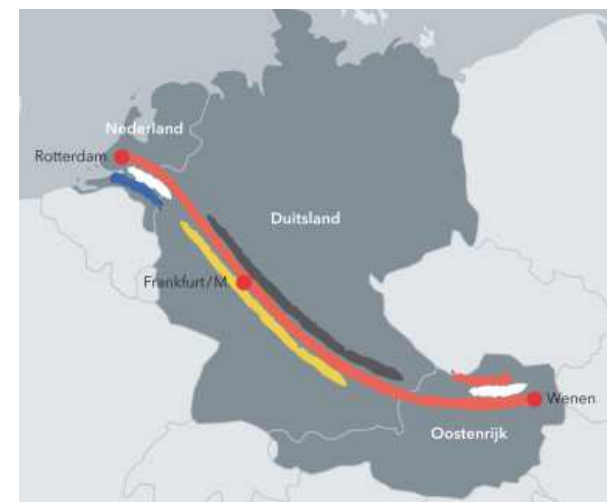 Nederland
Rotterdam
Duitsland
Frankfurt/M.
Wenen
Oostenrijk